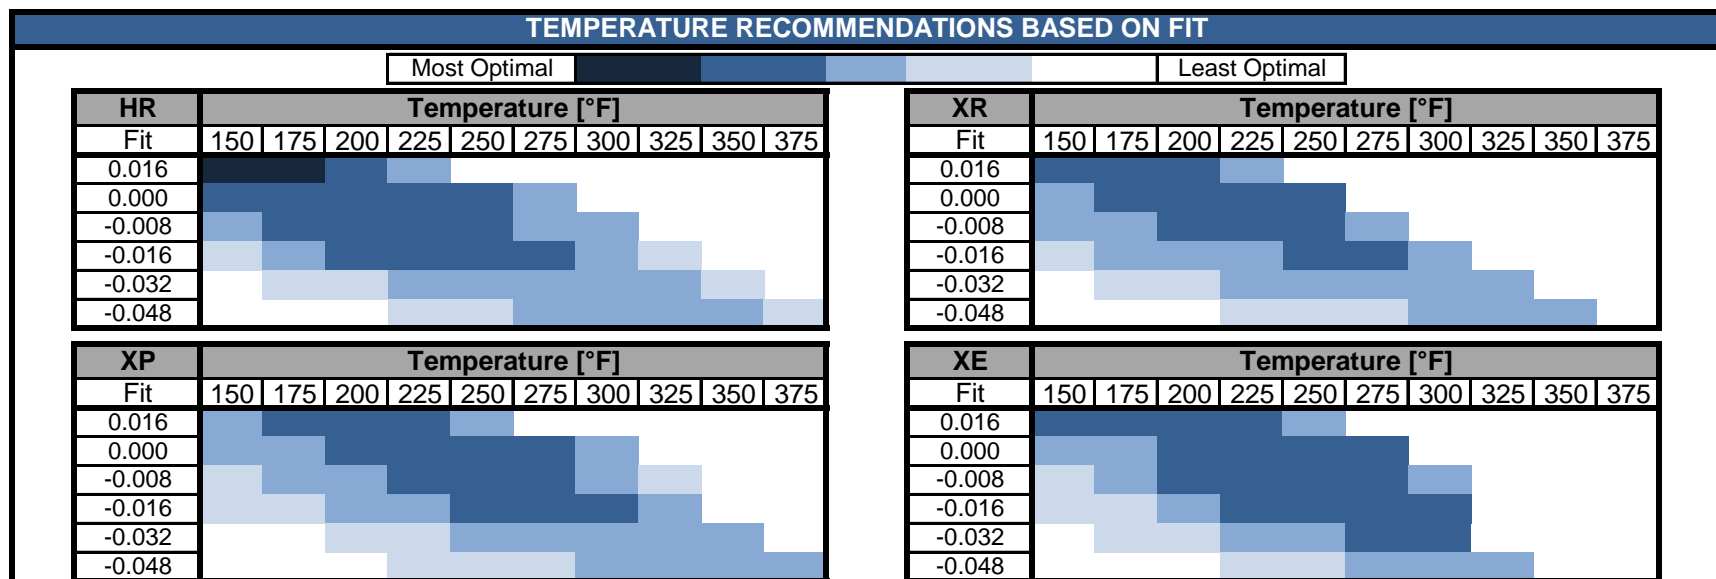 TEMPERATURE RECOMMENDATIONS BASED ON FIT
Most Optimal Least Optimal
HR Temperature [°F]
Fit 150 175 200 225 250 275 300 325 350 375
0.016
0.000
-0.008
-0.016
-0.032
-0.048
XR Temperature [°F]
Fit 150 175 200 225 250 275 300 325 350 375
0.016
0.000
-0.008
-0.016
-0.032
-0.048
XP Temperature [°F]
Fit 150 175 200 225 250 275 300 325 350 375
0.016
0.000
-0.008
-0.016
-0.032
-0.048
XE Temperature [°F]
Fit 150 175 200 225 250 275 300 325 350 375
0.016
0.000
-0.008
-0.016
-0.032
-0.048